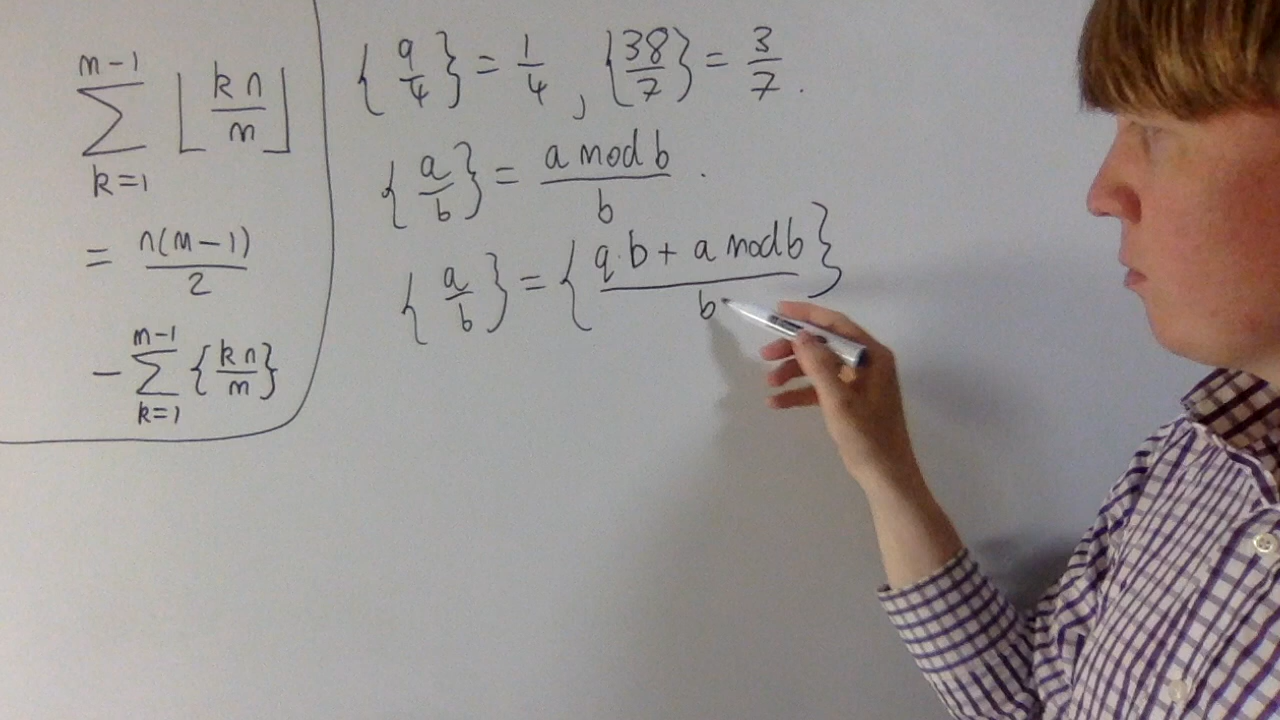 m-1
∑ ⌊kn/m⌋
k=1
= n(m-1)/2
m-1
- ∑ {kn/m}
k=1
{9/4} = 1/4 , {38/7} = 3/7 .
{a/b} = a mod b/b .
{a/b} = {q·b + a mod b/b}